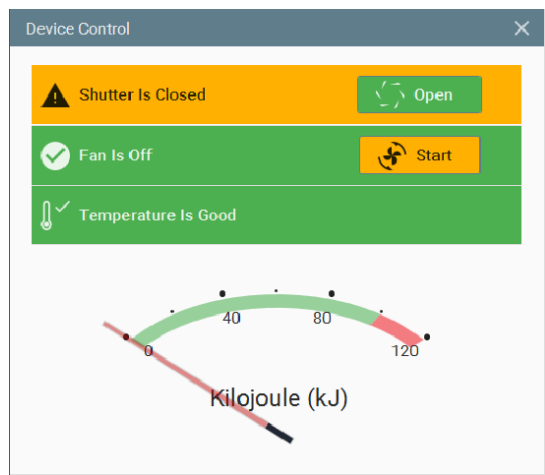 Device Control
Shutter Is Closed
Open
Fan Is Off
Start
Temperature Is Good
40
80
0
120
Kilojoule (kJ)